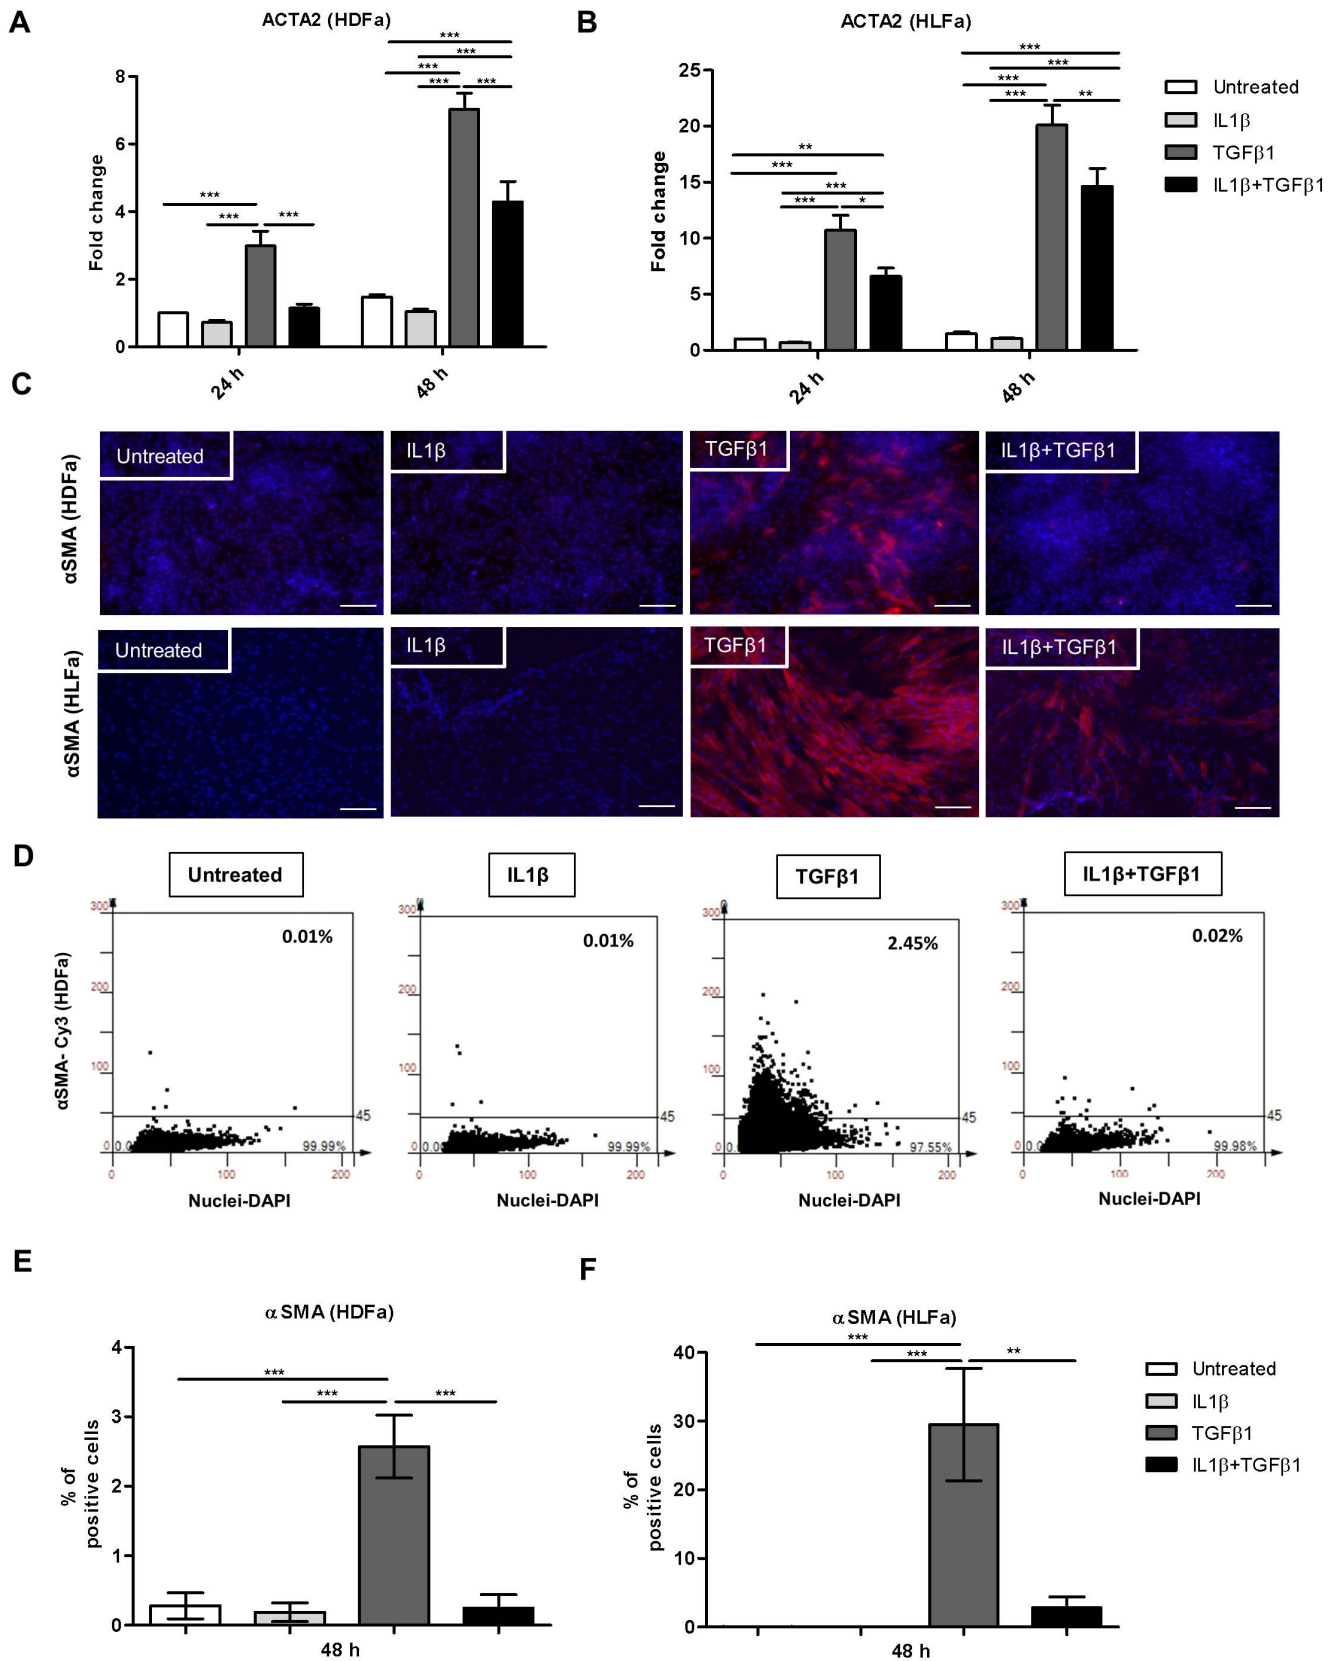 A
ACTA2 (HDFa)
***
***
***
*** ***
***
*** ***
Fold change
8
6
4
2
0
24 h
48 h
B
ACTA2 (HLFa)
***
***
***
*** **
**
***
***
*** *
Fold change
25
20
15
10
5
0
24 h
48 h
Untreated
IL1β
TGFβ1
IL1β+TGFβ1
C
αSMA (HDFa)
Untreated
IL1β
TGFβ1
IL1β+TGFβ1
αSMA (HLFa)
Untreated
IL1β
TGFβ1
IL1β+TGFβ1
D
αSMA- Cy3 (HDFa)
Untreated
300
200
100
0
0.01%
45
99.99%
0 100 200
Nuclei-DAPI
IL1β
300
200
100
0
0.01%
45
99.99%
0 100 200
Nuclei-DAPI
TGFβ1
300
200
100
0
2.45%
45
97.55%
0 100 200
Nuclei-DAPI
IL1β+TGFβ1
300
200
100
0
0.02%
45
99.98%
0 100 200
Nuclei-DAPI
E
α SMA (HDFa)
***
*** ***
% of
positive cells
4
3
2
1
0
48 h
F
α SMA (HLFa)
***
*** **
% of
positive cells
40
30
20
10
0
48 h
Untreated
IL1β
TGFβ1
IL1β+TGFβ1